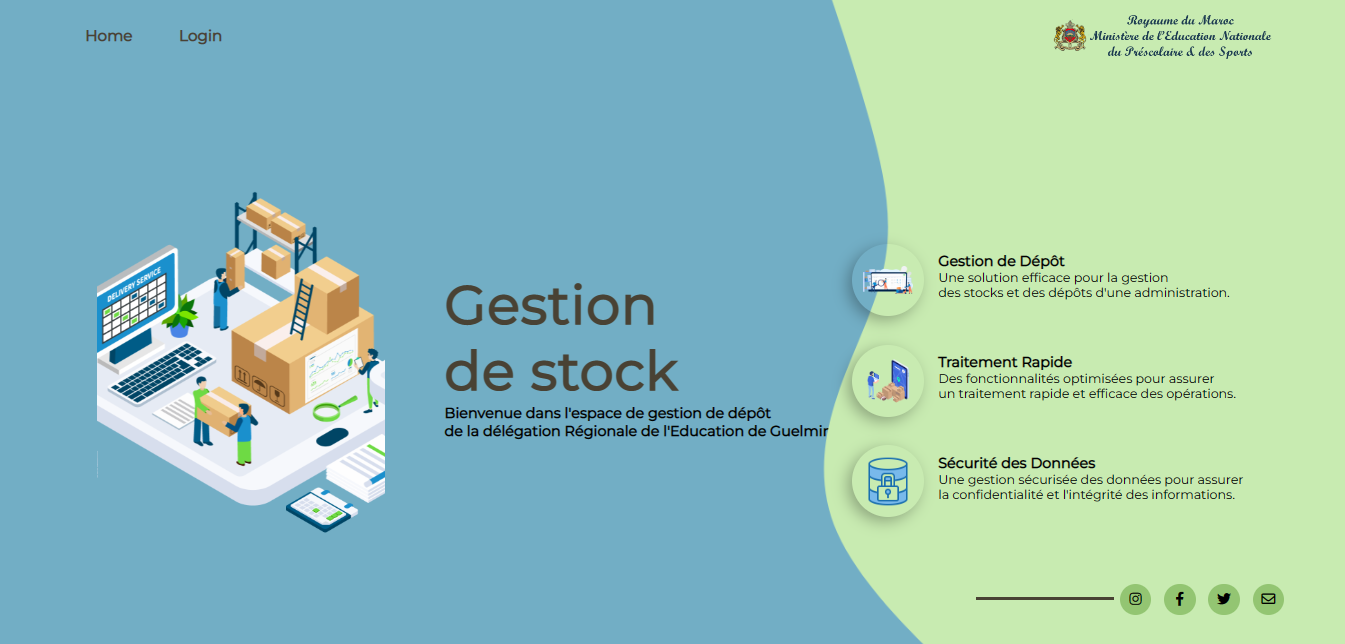 Home
Login
Royaume du Maroc
Ministère de l'Education Nationale
du Préscolaire & des Sports
DELIVERY SERVICE
Gestion
de stock
Bienvenue dans l'espace de gestion de dépôt
de la délégation Régionale de l'Education de Guelmim
Gestion de Dépôt
Une solution efficace pour la gestion
des stocks et des dépôts d'une administration.
Traitement Rapide
Des fonctionnalités optimisées pour assurer
un traitement rapide et efficace des opérations.
Sécurité des Données
Une gestion sécurisée des données pour assurer
la confidentialité et l'intégrité des informations.